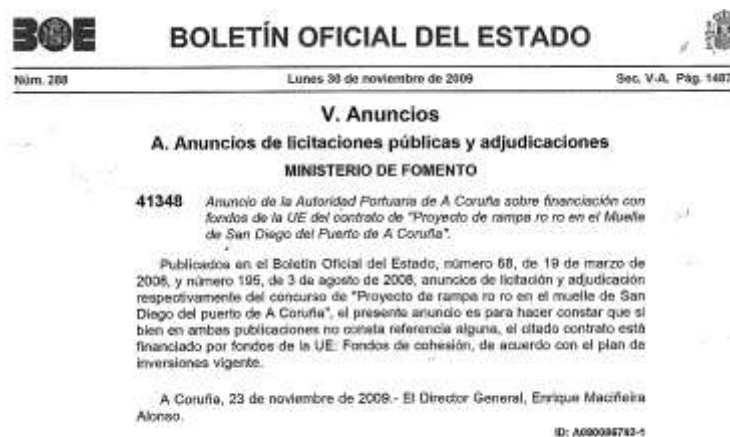 BOE
BOLETÍN OFICIAL DEL ESTADO
Núm. 288
Lunes 30 de noviembre de 2009
Sec. V-A. Pág. 1487
V. Anuncios
A. Anuncios de licitaciones públicas y adjudicaciones
MINISTERIO DE FOMENTO
41348 Anuncio de la Autoridad Portuaria de A Coruña sobre financiación con
fondos de la UE del contrato de "Proyecto de rampa ro ro en el Muelle
de San Diego del Puerto de A Coruña".
Publicados en el Boletín Oficial del Estado, número 68, de 19 de marzo de
2008, y número 195, de 3 de agosto de 2008, anuncios de licitación y adjudicación
respectivamente del concurso de "Proyecto de rampa ro ro en el muelle de San
Diego del puerto de A Coruña", el presente anuncio es para hacer constar que si
bien en ambas publicaciones no consta referencia alguna, el citado contrato está
financiado por fondos de la UE: Fondos de cohesión, de acuerdo con el plan de
inversiones vigente.
A Coruña, 23 de noviembre de 2009.- El Director General, Enrique Maciñeira
Alonso.
ID: